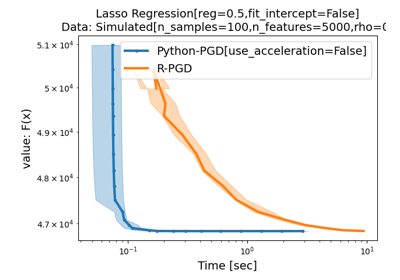 Lasso Regression[reg=0.5,fit_intercept=False]
Data: Simulated[n_samples=100,n_features=5000,rho=0
Python-PGD[use_acceleration=False]
R-PGD
value: F(x)
5.1 × 10⁴
5 × 10⁴
4.9 × 10⁴
4.8 × 10⁴
4.7 × 10⁴
10⁻¹ 10⁰ 10¹
Time [sec]